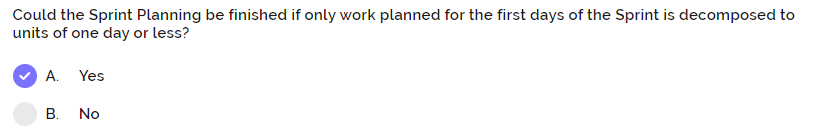 Could the Sprint Planning be finished if only work planned for the first days of the Sprint is decomposed to
units of one day or less?
A. Yes
B. No